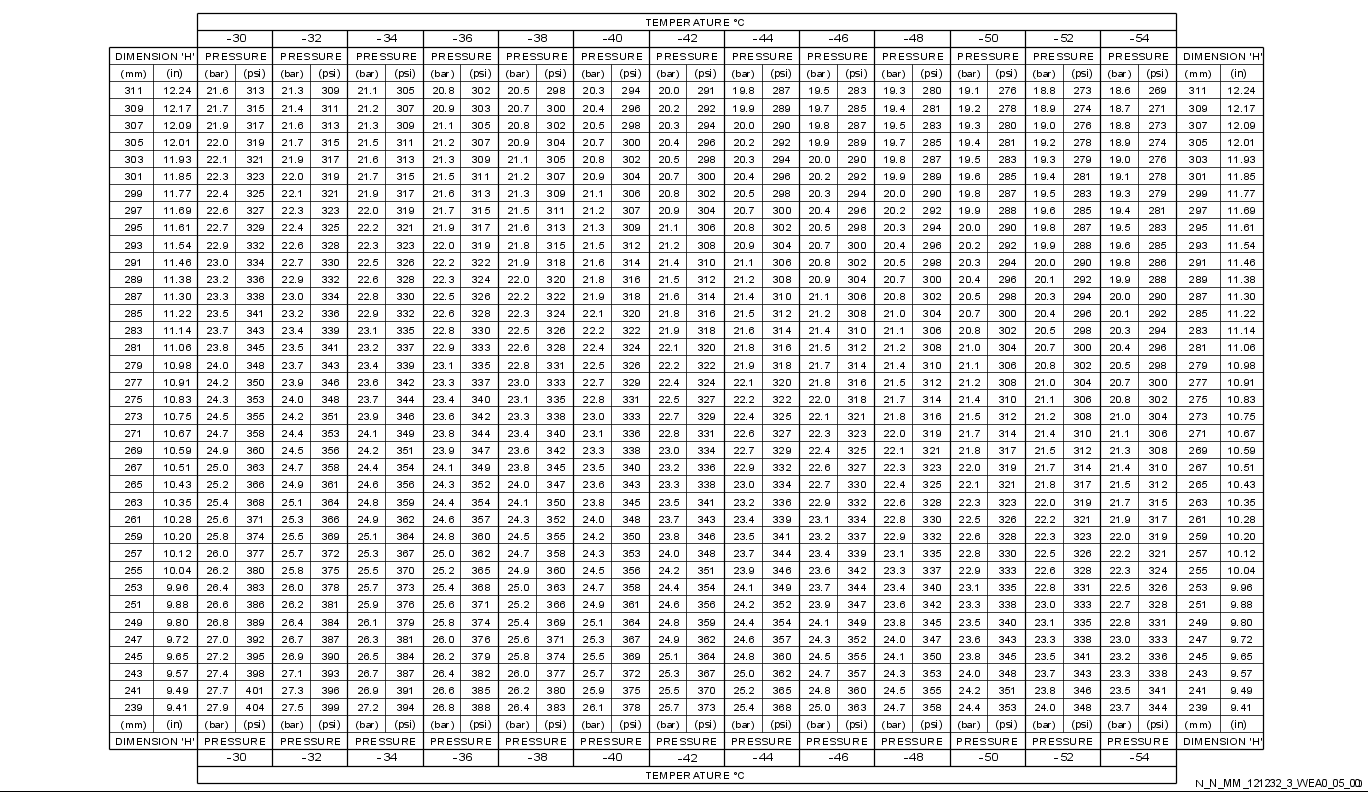 TEMPERATURE °C
-30 -32 -34 -36 -38 -40 -42 -44 -46 -48 -50 -52 -54
DIMENSION 'H' PRESSURE PRESSURE PRESSURE PRESSURE PRESSURE PRESSURE PRESSURE PRESSURE PRESSURE PRESSURE PRESSURE PRESSURE PRESSURE DIMENSION 'H'
(mm) (in) (bar) (psi) (bar) (psi) (bar) (psi) (bar) (psi) (bar) (psi) (bar) (psi) (bar) (psi) (bar) (psi) (bar) (psi) (bar) (psi) (bar) (psi) (bar) (psi) (bar) (psi) (mm) (in)
311 12.24 21.6 313 21.3 309 21.1 305 20.8 302 20.5 298 20.3 294 20.0 291 19.8 287 19.5 283 19.3 280 19.1 276 18.8 273 18.6 269 311 12.24
309 12.17 21.7 315 21.4 311 21.2 307 20.9 303 20.7 300 20.4 296 20.2 292 19.9 289 19.7 285 19.4 281 19.2 278 18.9 274 18.7 271 309 12.17
307 12.09 21.9 317 21.6 313 21.3 309 21.1 305 20.8 302 20.5 298 20.3 294 20.0 290 19.8 287 19.5 283 19.3 280 19.0 276 18.8 273 307 12.09
305 12.01 22.0 319 21.7 315 21.5 311 21.2 307 20.9 304 20.7 300 20.4 296 20.2 292 19.9 289 19.7 285 19.4 281 19.2 278 18.9 274 305 12.01
303 11.93 22.1 321 21.9 317 21.6 313 21.3 309 21.1 305 20.8 302 20.5 298 20.3 294 20.0 290 19.8 287 19.5 283 19.3 279 19.0 276 303 11.93
301 11.85 22.3 323 22.0 319 21.7 315 21.5 311 21.2 307 20.9 304 20.7 300 20.4 296 20.2 292 19.9 289 19.6 285 19.4 281 19.1 278 301 11.85
299 11.77 22.4 325 22.1 321 21.9 317 21.6 313 21.3 309 21.1 306 20.8 302 20.5 298 20.3 294 20.0 290 19.8 287 19.5 283 19.3 279 299 11.77
297 11.69 22.6 327 22.3 323 22.0 319 21.7 315 21.5 311 21.2 307 20.9 304 20.7 300 20.4 296 20.2 292 19.9 288 19.6 285 19.4 281 297 11.69
295 11.61 22.7 329 22.4 325 22.2 321 21.9 317 21.6 313 21.3 309 21.1 306 20.8 302 20.5 298 20.3 294 20.0 290 19.8 287 19.5 283 295 11.61
293 11.54 22.9 332 22.6 328 22.3 323 22.0 319 21.8 315 21.5 312 21.2 308 20.9 304 20.7 300 20.4 296 20.2 292 19.9 288 19.6 285 293 11.54
291 11.46 23.0 334 22.7 330 22.5 326 22.2 322 21.9 318 21.6 314 21.4 310 21.1 306 20.8 302 20.5 298 20.3 294 20.0 290 19.8 286 291 11.46
289 11.38 23.2 336 22.9 332 22.6 328 22.3 324 22.0 320 21.8 316 21.5 312 21.2 308 20.9 304 20.7 300 20.4 296 20.1 292 19.9 288 289 11.38
287 11.30 23.3 338 23.0 334 22.8 330 22.5 326 22.2 322 21.9 318 21.6 314 21.4 310 21.1 306 20.8 302 20.5 298 20.3 294 20.0 290 287 11.30
285 11.22 23.5 341 23.2 336 22.9 332 22.6 328 22.3 324 22.1 320 21.8 316 21.5 312 21.2 308 21.0 304 20.7 300 20.4 296 20.1 292 285 11.22
283 11.14 23.7 343 23.4 339 23.1 335 22.8 330 22.5 326 22.2 322 21.9 318 21.6 314 21.4 310 21.1 306 20.8 302 20.5 298 20.3 294 283 11.14
281 11.06 23.8 345 23.5 341 23.2 337 22.9 333 22.6 328 22.4 324 22.1 320 21.8 316 21.5 312 21.2 308 21.0 304 20.7 300 20.4 296 281 11.06
279 10.98 24.0 348 23.7 343 23.4 339 23.1 335 22.8 331 22.5 326 22.2 322 21.9 318 21.7 314 21.4 310 21.1 306 20.8 302 20.5 298 279 10.98
277 10.91 24.2 350 23.9 346 23.6 342 23.3 337 23.0 333 22.7 329 22.4 324 22.1 320 21.8 316 21.5 312 21.2 308 21.0 304 20.7 300 277 10.91
275 10.83 24.3 353 24.0 348 23.7 344 23.4 340 23.1 335 22.8 331 22.5 327 22.2 322 22.0 318 21.7 314 21.4 310 21.1 306 20.8 302 275 10.83
273 10.75 24.5 355 24.2 351 23.9 346 23.6 342 23.3 338 23.0 333 22.7 329 22.4 325 22.1 321 21.8 316 21.5 312 21.2 308 21.0 304 273 10.75
271 10.67 24.7 358 24.4 353 24.1 349 23.8 344 23.4 340 23.1 336 22.8 331 22.6 327 22.3 323 22.0 319 21.7 314 21.4 310 21.1 306 271 10.67
269 10.59 24.9 360 24.5 356 24.2 351 23.9 347 23.6 342 23.3 338 23.0 334 22.7 329 22.4 325 22.1 321 21.8 317 21.5 312 21.3 308 269 10.59
267 10.51 25.0 363 24.7 358 24.4 354 24.1 349 23.8 345 23.5 340 23.2 336 22.9 332 22.6 327 22.3 323 22.0 319 21.7 314 21.4 310 267 10.51
265 10.43 25.2 366 24.9 361 24.6 356 24.3 352 24.0 347 23.6 343 23.3 338 23.0 334 22.7 330 22.4 325 22.1 321 21.8 317 21.5 312 265 10.43
263 10.35 25.4 368 25.1 364 24.8 359 24.4 354 24.1 350 23.8 345 23.5 341 23.2 336 22.9 332 22.6 328 22.3 323 22.0 319 21.7 315 263 10.35
261 10.28 25.6 371 25.3 366 24.9 362 24.6 357 24.3 352 24.0 348 23.7 343 23.4 339 23.1 334 22.8 330 22.5 326 22.2 321 21.9 317 261 10.28
259 10.20 25.8 374 25.5 369 25.1 364 24.8 360 24.5 355 24.2 350 23.8 346 23.5 341 23.2 337 22.9 332 22.6 328 22.3 323 22.0 319 259 10.20
257 10.12 26.0 377 25.7 372 25.3 367 25.0 362 24.7 358 24.3 353 24.0 348 23.7 344 23.4 339 23.1 335 22.8 330 22.5 326 22.2 321 257 10.12
255 10.04 26.2 380 25.8 375 25.5 370 25.2 365 24.9 360 24.5 356 24.2 351 23.9 346 23.6 342 23.3 337 22.9 333 22.6 328 22.3 324 255 10.04
253 9.96 26.4 383 26.0 378 25.7 373 25.4 368 25.0 363 24.7 358 24.4 354 24.1 349 23.7 344 23.4 340 23.1 335 22.8 331 22.5 326 253 9.96
251 9.88 26.6 386 26.2 381 25.9 376 25.6 371 25.2 366 24.9 361 24.6 356 24.2 352 23.9 347 23.6 342 23.3 338 23.0 333 22.7 328 251 9.88
249 9.80 26.8 389 26.4 384 26.1 379 25.8 374 25.4 369 25.1 364 24.8 359 24.4 354 24.1 349 23.8 345 23.5 340 23.1 335 22.8 331 249 9.80
247 9.72 27.0 392 26.7 387 26.3 381 26.0 376 25.6 371 25.3 367 24.9 362 24.6 357 24.3 352 24.0 347 23.6 343 23.3 338 23.0 333 247 9.72
245 9.65 27.2 395 26.9 390 26.5 384 26.2 379 25.8 374 25.5 369 25.1 364 24.8 360 24.5 355 24.1 350 23.8 345 23.5 341 23.2 336 245 9.65
243 9.57 27.4 398 27.1 393 26.7 387 26.4 382 26.0 377 25.7 372 25.3 367 25.0 362 24.7 357 24.3 353 24.0 348 23.7 343 23.3 338 243 9.57
241 9.49 27.7 401 27.3 396 26.9 391 26.6 385 26.2 380 25.9 375 25.5 370 25.2 365 24.8 360 24.5 355 24.2 351 23.8 346 23.5 341 241 9.49
239 9.41 27.9 404 27.5 399 27.2 394 26.8 388 26.4 383 26.1 378 25.7 373 25.4 368 25.0 363 24.7 358 24.4 353 24.0 348 23.7 344 239 9.41
(mm) (in) (bar) (psi) (bar) (psi) (bar) (psi) (bar) (psi) (bar) (psi) (bar) (psi) (bar) (psi) (bar) (psi) (bar) (psi) (bar) (psi) (bar) (psi) (bar) (psi) (bar) (psi) (mm) (in)
DIMENSION 'H' PRESSURE PRESSURE PRESSURE PRESSURE PRESSURE PRESSURE PRESSURE PRESSURE PRESSURE PRESSURE PRESSURE PRESSURE PRESSURE DIMENSION 'H'
-30 -32 -34 -36 -38 -40 -42 -44 -46 -48 -50 -52 -54
TEMPERATURE °C
N_N_MM_121232_3_WEA0_05_00